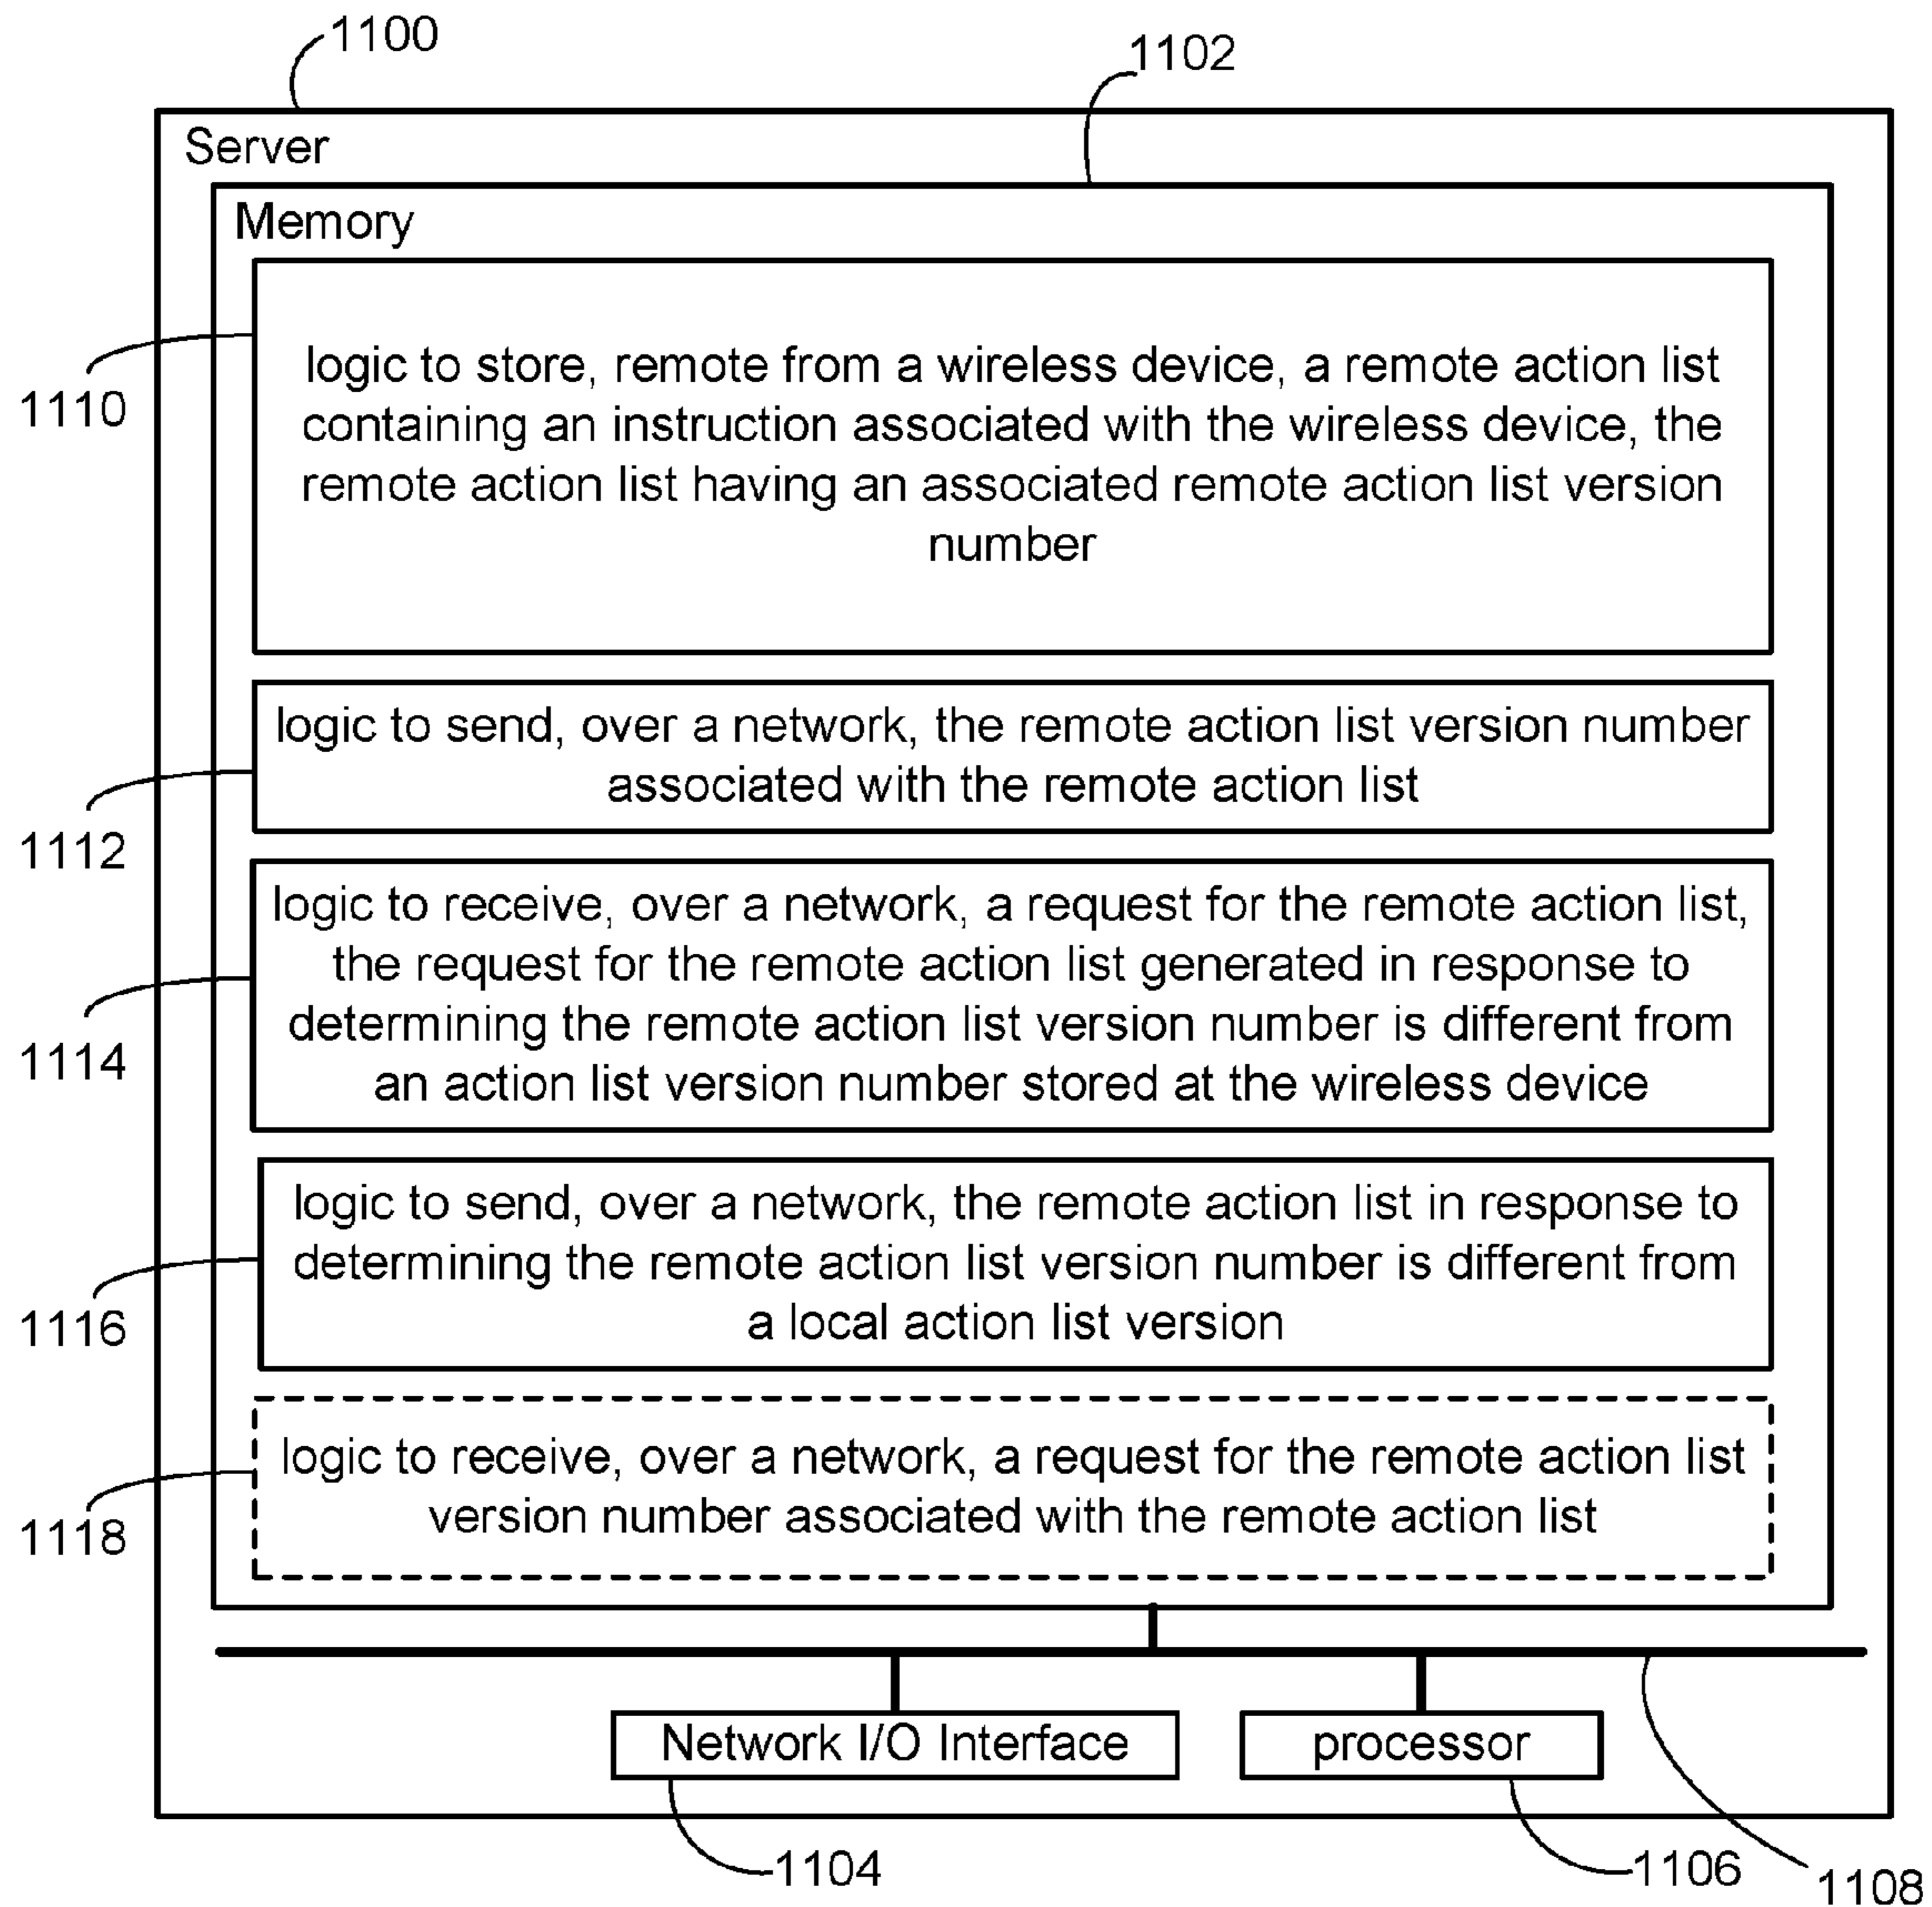 1100
1102
Server
Memory
logic to store, remote from a wireless device, a remote action list
containing an instruction associated with the wireless device, the
remote action list having an associated remote action list version
number
1110
logic to send, over a network, the remote action list version number
associated with the remote action list
1112
logic to receive, over a network, a request for the remote action list,
the request for the remote action list generated in response to
determining the remote action list version number is different from
an action list version number stored at the wireless device
1114
logic to send, over a network, the remote action list in response to
determining the remote action list version number is different from
a local action list version
1116
logic to receive, over a network, a request for the remote action list
version number associated with the remote action list
1118
Network I/O Interface
processor
1104
1106
1108